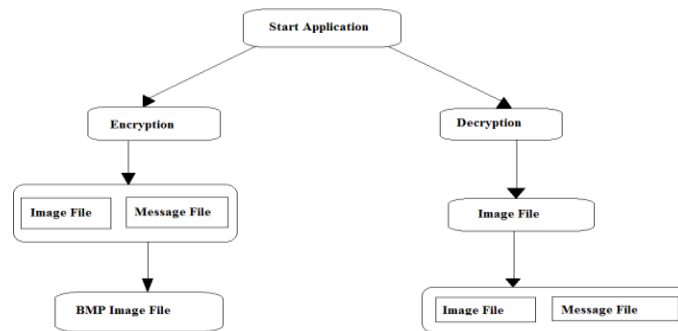 Start Application
Encryption
Decryption
Image File
Message File
Image File
BMP Image File
Image File
Message File